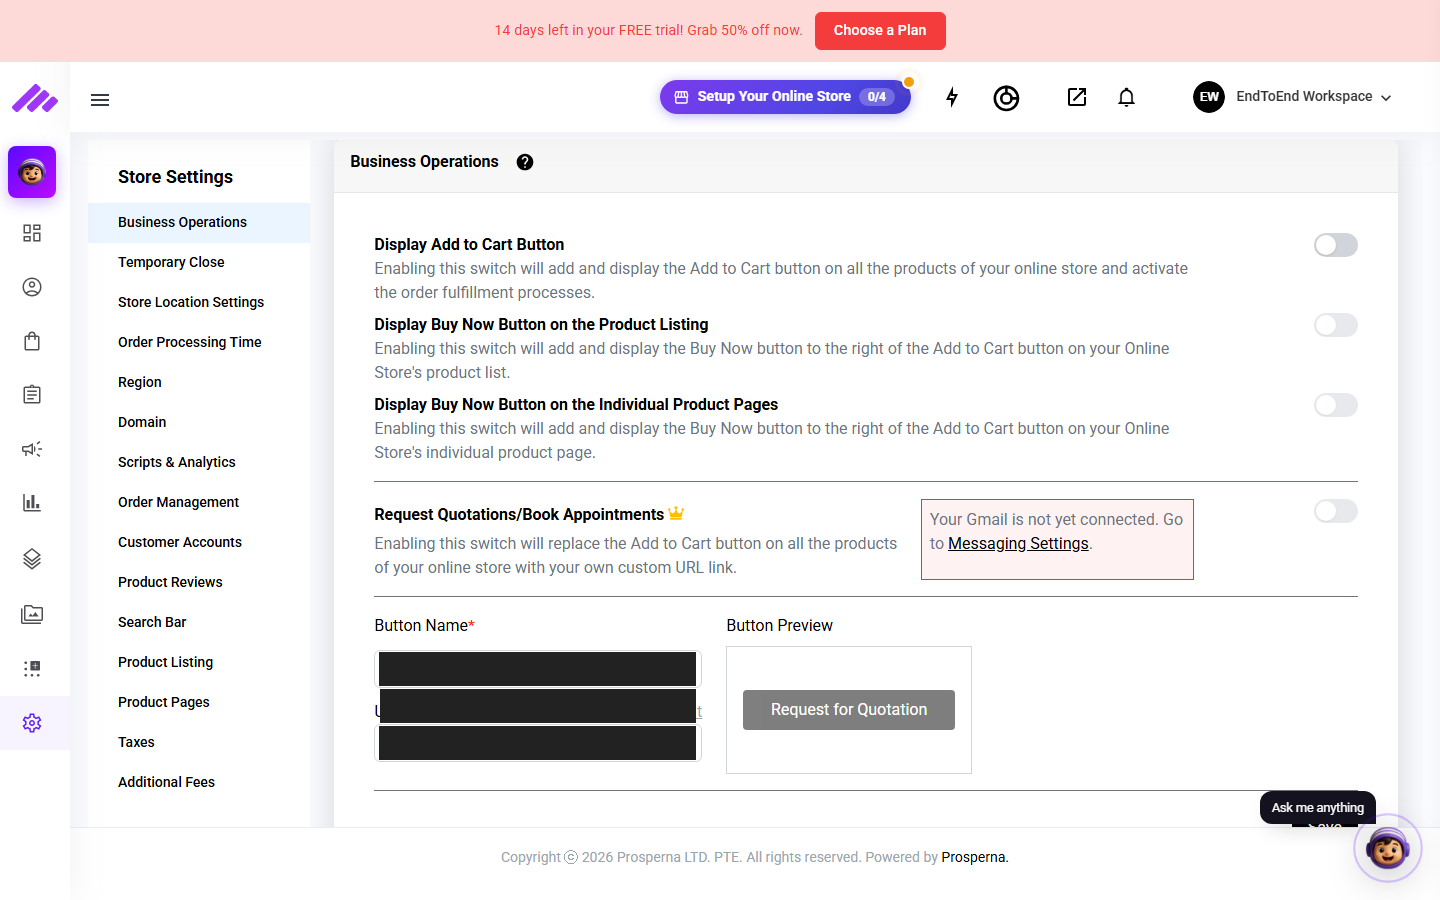 14 days left in your FREE trial! Grab 50% off now.
Choose a Plan
Setup Your Online Store 0/4
EW EndToEnd Workspace
Store Settings
Business Operations
Temporary Close
Store Location Settings
Order Processing Time
Region
Domain
Scripts & Analytics
Order Management
Customer Accounts
Product Reviews
Search Bar
Product Listing
Product Pages
Taxes
Additional Fees
Business Operations
Display Add to Cart Button
Enabling this switch will add and display the Add to Cart button on all the products of your online store and activate
the order fulfillment processes.
Display Buy Now Button on the Product Listing
Enabling this switch will add and display the Buy Now button to the right of the Add to Cart button on your Online
Store's product list.
Display Buy Now Button on the Individual Product Pages
Enabling this switch will add and display the Buy Now button to the right of the Add to Cart button on your Online
Store's individual product page.
Request Quotations/Book Appointments
Enabling this switch will replace the Add to Cart button on all the products
of your online store with your own custom URL link.
Your Gmail is not yet connected. Go
to Messaging Settings.
Button Name*
Button Preview
Request for Quotation
Ask me anything
Copyright © 2026 Prosperna LTD. PTE. All rights reserved. Powered by Prosperna.